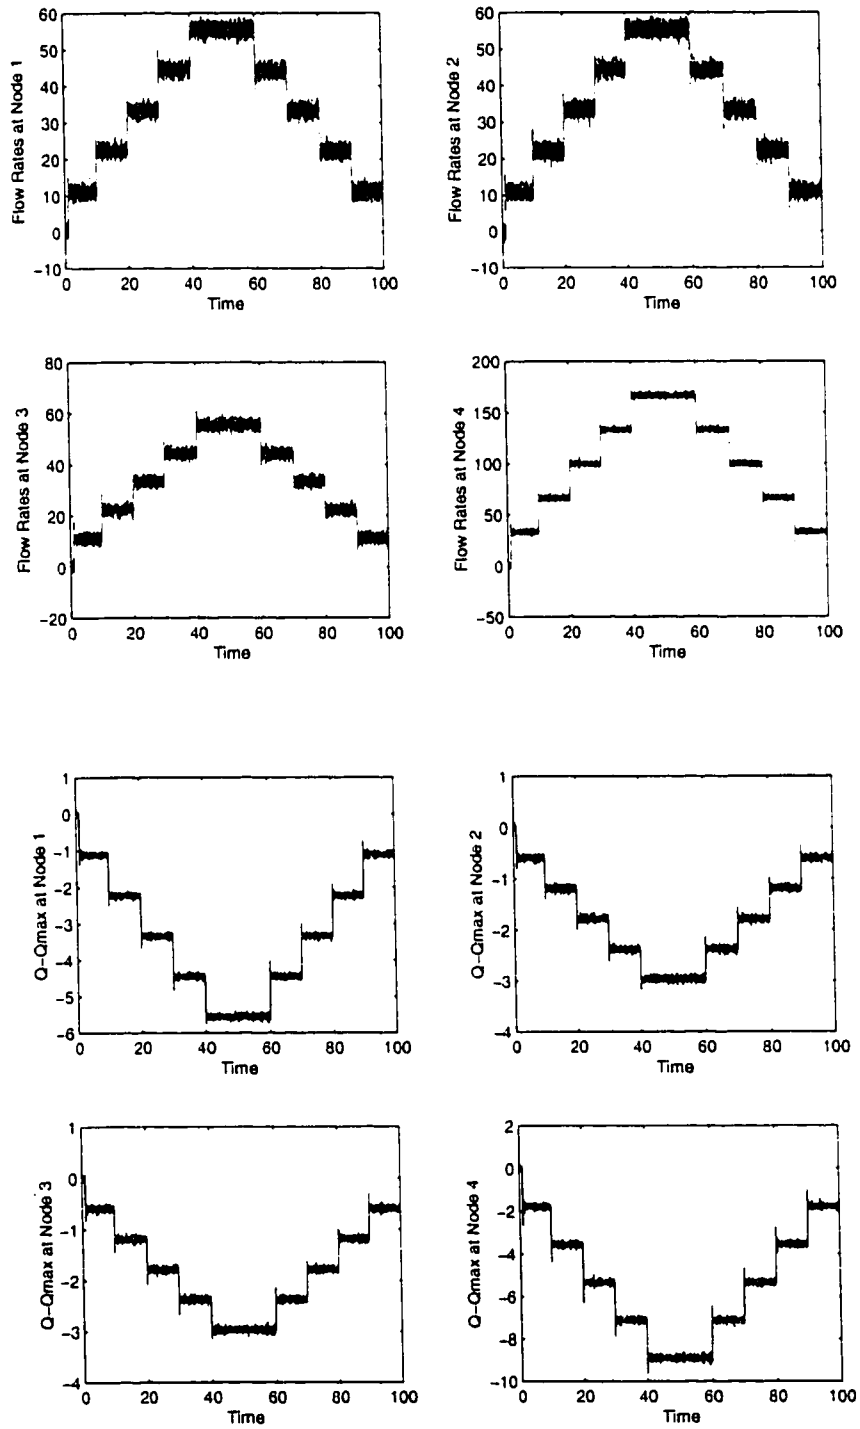 60
50
40
30
20
10
0
−10
Flow Rates at Node 1
0 20 40 60 80 100
Time
60
50
40
30
20
10
0
−10
Flow Rates at Node 2
0 20 40 60 80 100
Time
80
60
40
20
0
−20
Flow Rates at Node 3
0 20 40 60 80 100
Time
200
150
100
50
0
−50
Flow Rates at Node 4
0 20 40 60 80 100
Time
1
0
−1
−2
−3
−4
−5
−6
Q−Qmax at Node 1
0 20 40 60 80 100
Time
1
0
−1
−2
−3
−4
Q−Qmax at Node 2
0 20 40 60 80 100
Time
1
0
−1
−2
−3
−4
Q−Qmax at Node 3
0 20 40 60 80 100
Time
2
0
−2
−4
−6
−8
−10
Q−Qmax at Node 4
0 20 40 60 80 100
Time